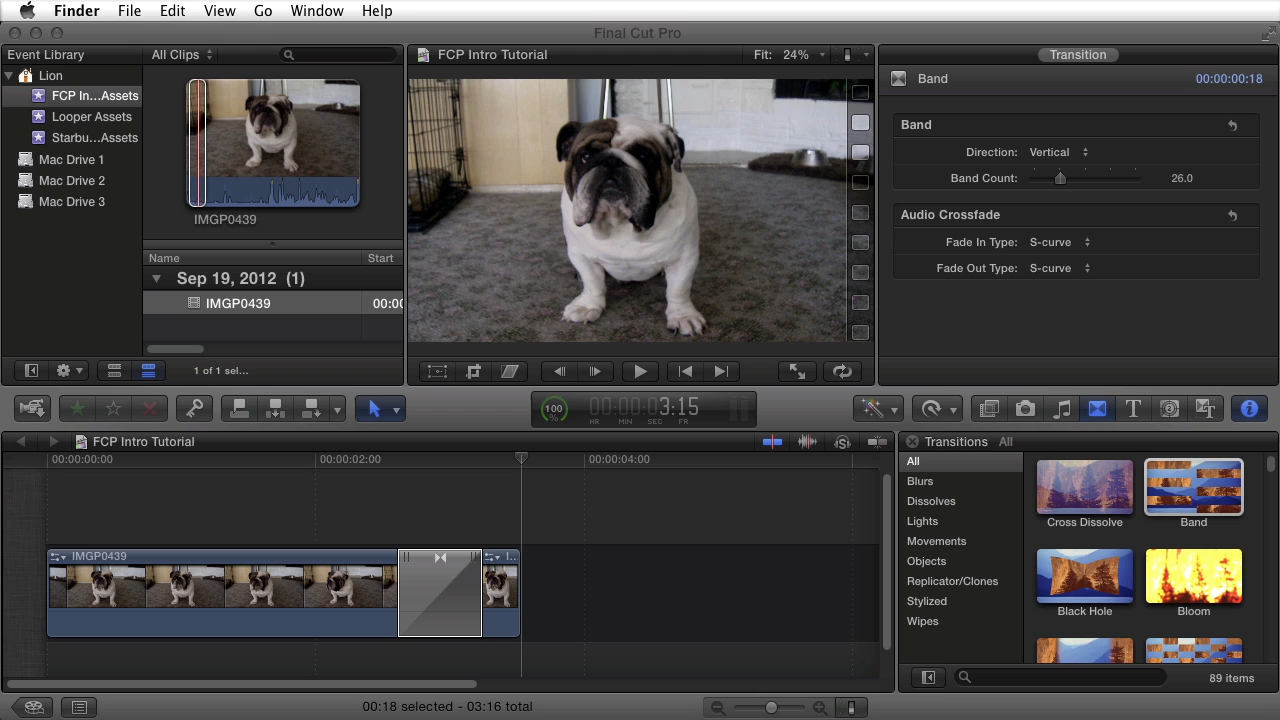 Finder File Edit View Go Window Help
Final Cut Pro
Event Library
All Clips
FCP Intro Tutorial
Fit: 24%
Transition
Lion
FCP In...Assets
Looper Assets
Starbu...Assets
Mac Drive 1
Mac Drive 2
Mac Drive 3
IMGP0439
Name Start
Sep 19, 2012 (1)
IMGP0439 00:00
1 of 1 sel...
Band 00:00:00:18
Band
Direction: Vertical
Band Count: 26.0
Audio Crossfade
Fade In Type: S-curve
Fade Out Type: S-curve
100 %
00:00:03:15
HR MIN SEC FR
T
FCP Intro Tutorial
00:00:00:00 00:00:02:00 00:00:04:00
IMGP0439 I...
Transitions All
All
Blurs
Dissolves
Lights
Movements
Objects
Replicator/Clones
Stylized
Wipes
Cross Dissolve Band
Black Hole Bloom
89 items
00:18 selected - 03:16 total